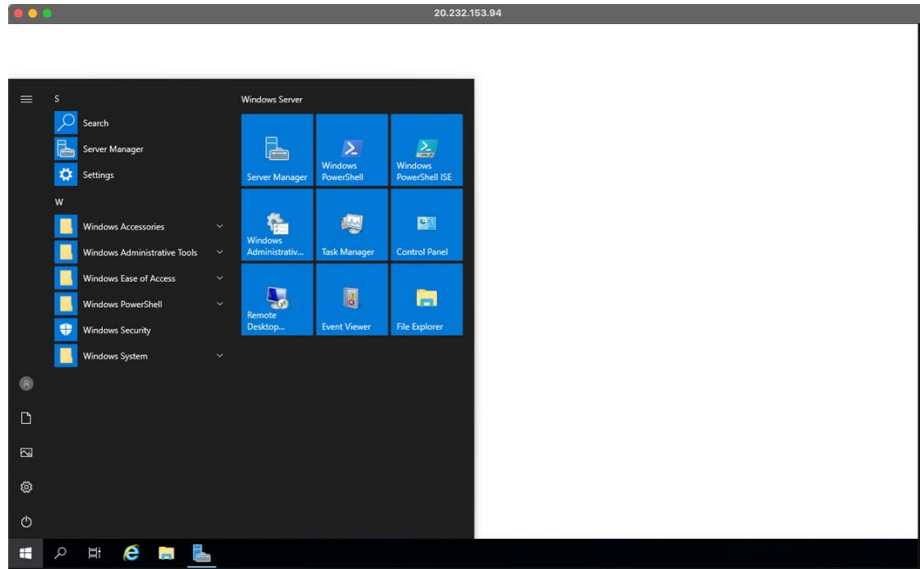 20.232.153.94
S
Search
Server Manager
Settings
W
Windows Accessories
Windows Administrative Tools
Windows Ease of Access
Windows PowerShell
Windows Security
Windows System
Windows Server
Server Manager
Windows
PowerShell
Windows
PowerShell ISE
Windows
Administrativ...
Task Manager
Control Panel
Remote
Desktop...
Event Viewer
File Explorer